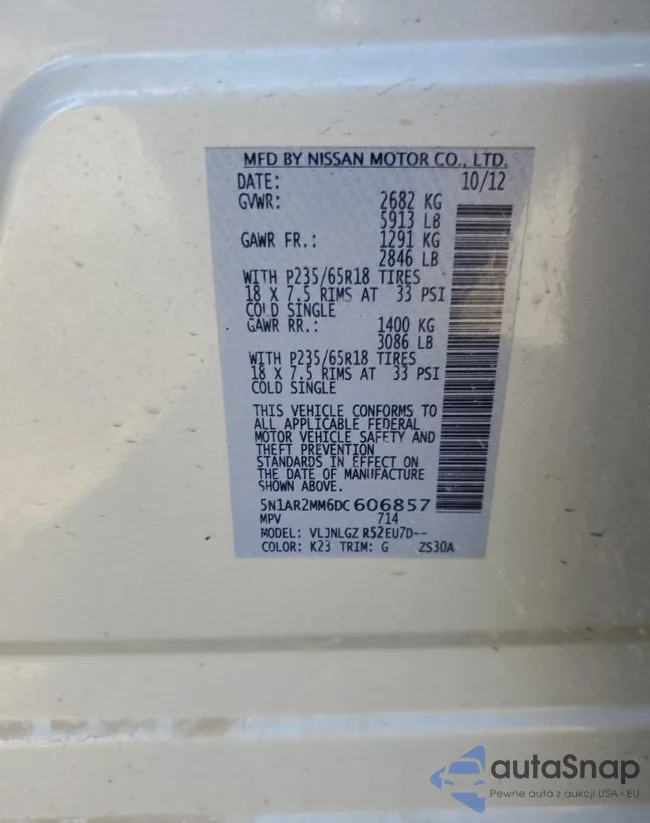 MFD BY NISSAN MOTOR CO., LTD.
DATE: 10/12
GVWR: 2682 KG
5913 LB
GAWR FR.: 1291 KG
2846 LB
WITH P235/65R18 TIRES
18 X 7.5 RIMS AT 33 PSI
COLD SINGLE
GAWR RR.: 1400 KG
3086 LB
WITH P235/65R18 TIRES
18 X 7.5 RIMS AT 33 PSI
COLD SINGLE
THIS VEHICLE CONFORMS TO
ALL APPLICABLE FEDERAL
MOTOR VEHICLE SAFETY AND
THEFT PREVENTION
STANDARDS IN EFFECT ON
THE DATE OF MANUFACTURE
SHOWN ABOVE.
5N1AR2MM6DC606857
MPV 714
MODEL: VLJNLGZ R52EU7D--
COLOR: K23 TRIM: G ZS30A
autaSnap
Pewne auta z aukcji USA i EU